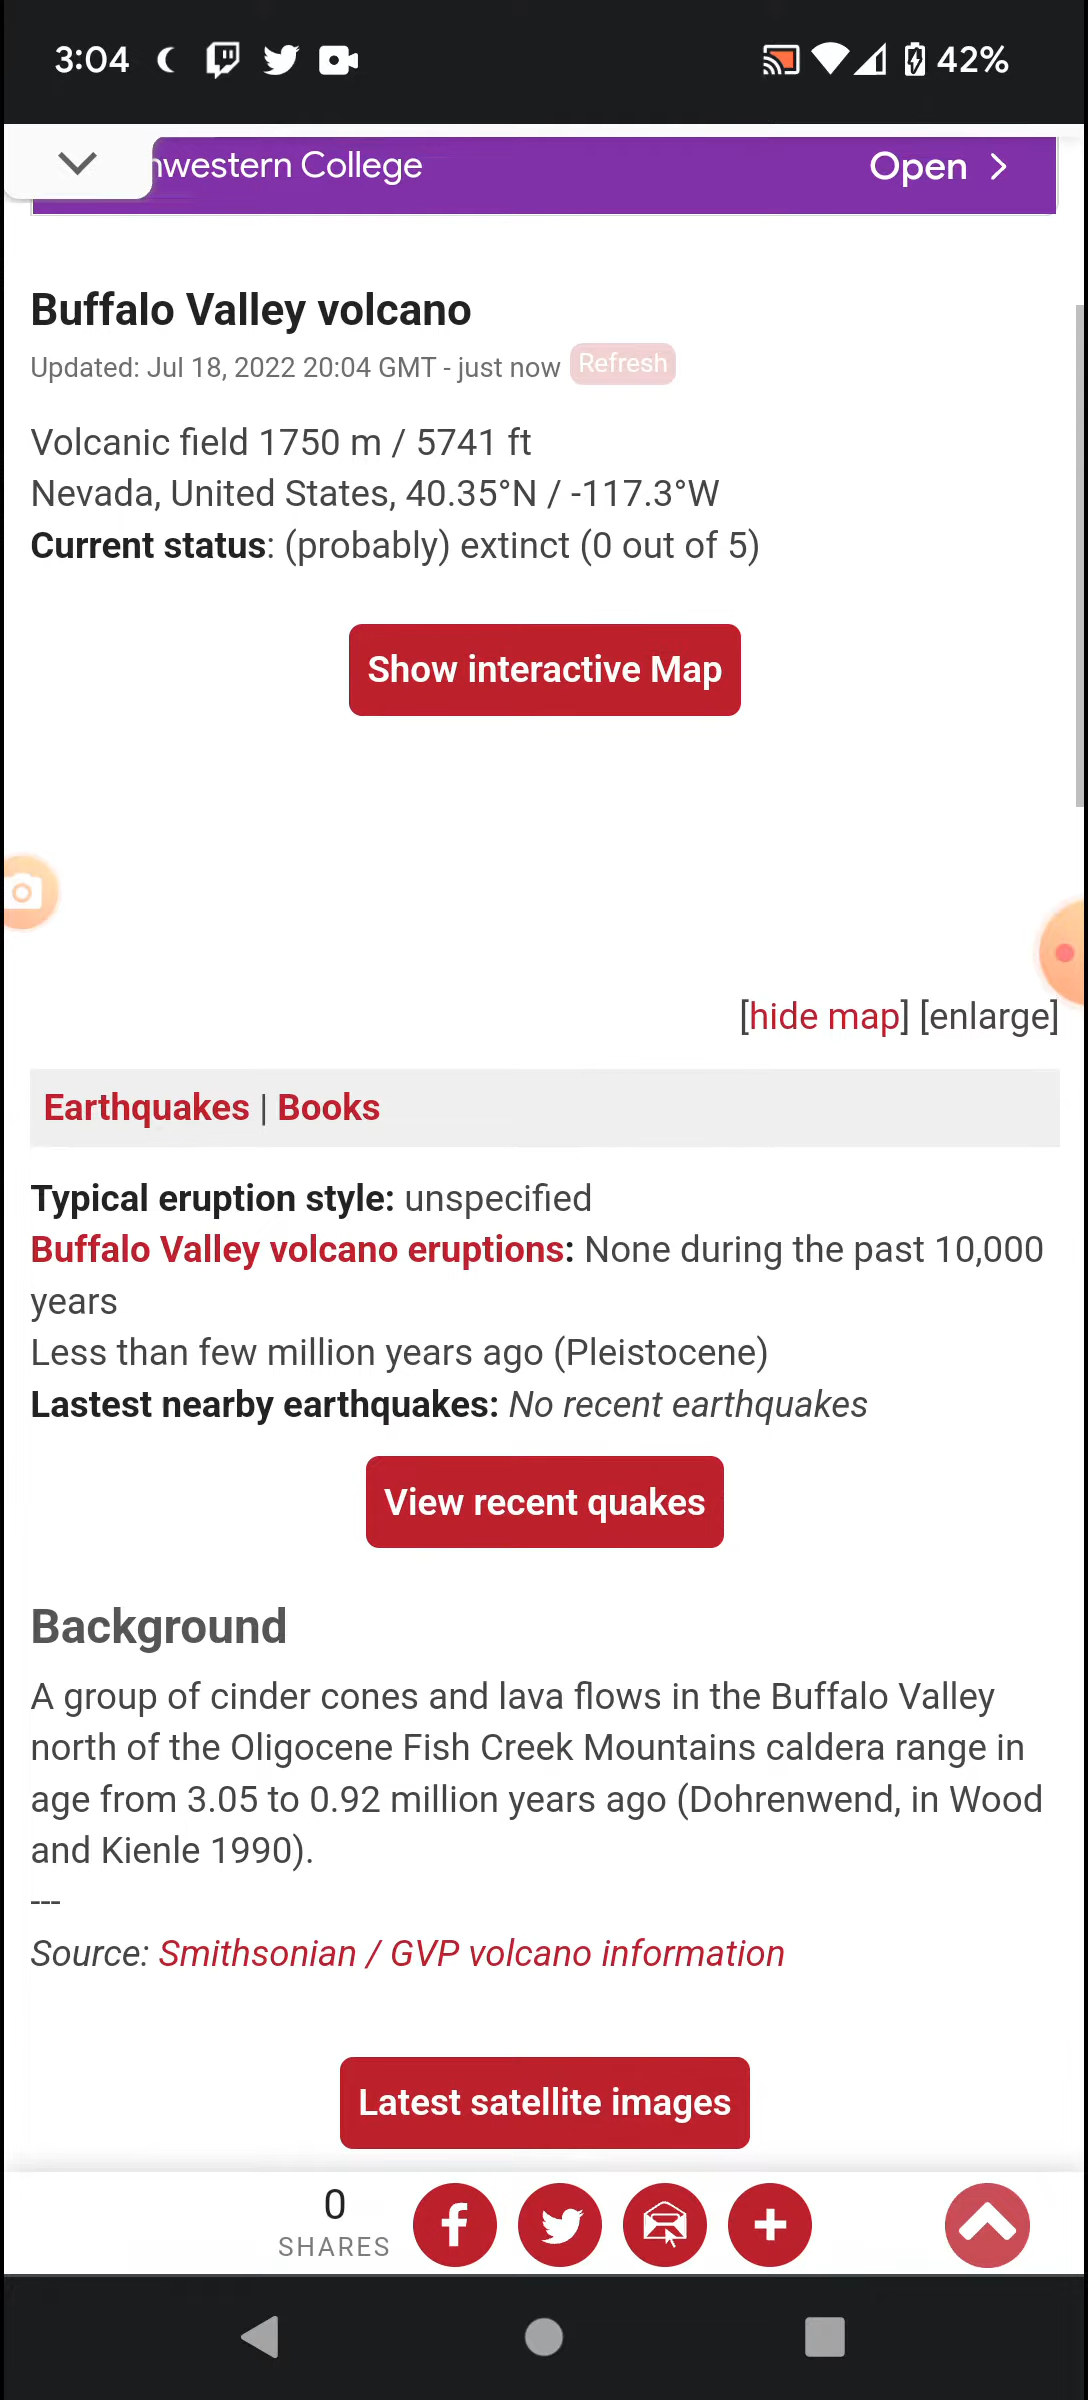 3:04
42%
nwestern College
Open
Buffalo Valley volcano
Updated: Jul 18, 2022 20:04 GMT - just now Refresh
Volcanic field 1750 m / 5741 ft
Nevada, United States, 40.35°N / -117.3°W
Current status: (probably) extinct (0 out of 5)
Show interactive Map
[hide map] [enlarge]
Earthquakes | Books
Typical eruption style: unspecified
Buffalo Valley volcano eruptions: None during the past 10,000
years
Less than few million years ago (Pleistocene)
Lastest nearby earthquakes: No recent earthquakes
View recent quakes
Background
A group of cinder cones and lava flows in the Buffalo Valley
north of the Oligocene Fish Creek Mountains caldera range in
age from 3.05 to 0.92 million years ago (Dohrenwend, in Wood
and Kienle 1990).
---
Source: Smithsonian / GVP volcano information
Latest satellite images
0
SHARES